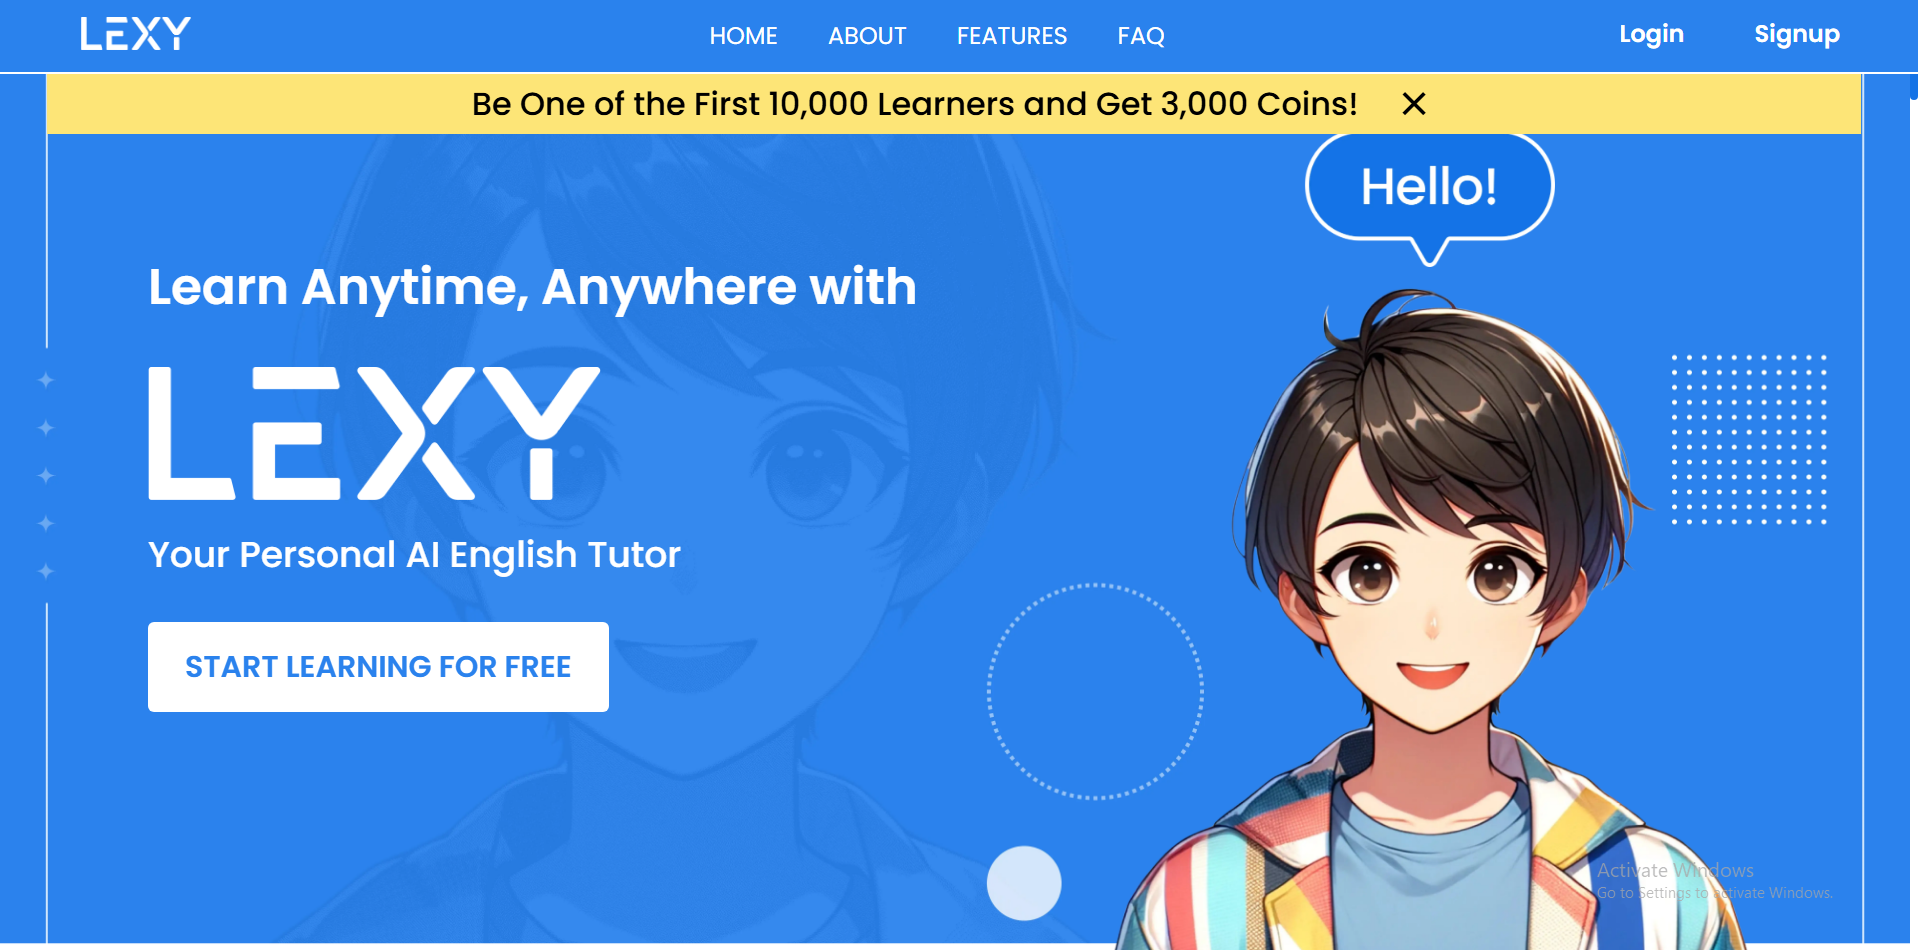 LEXY
HOME ABOUT FEATURES FAQ
Login Signup
Be One of the First 10,000 Learners and Get 3,000 Coins!
Hello!
Learn Anytime, Anywhere with
LEXY
Your Personal AI English Tutor
START LEARNING FOR FREE
Activate Windows
Go to Settings to activate Windows.